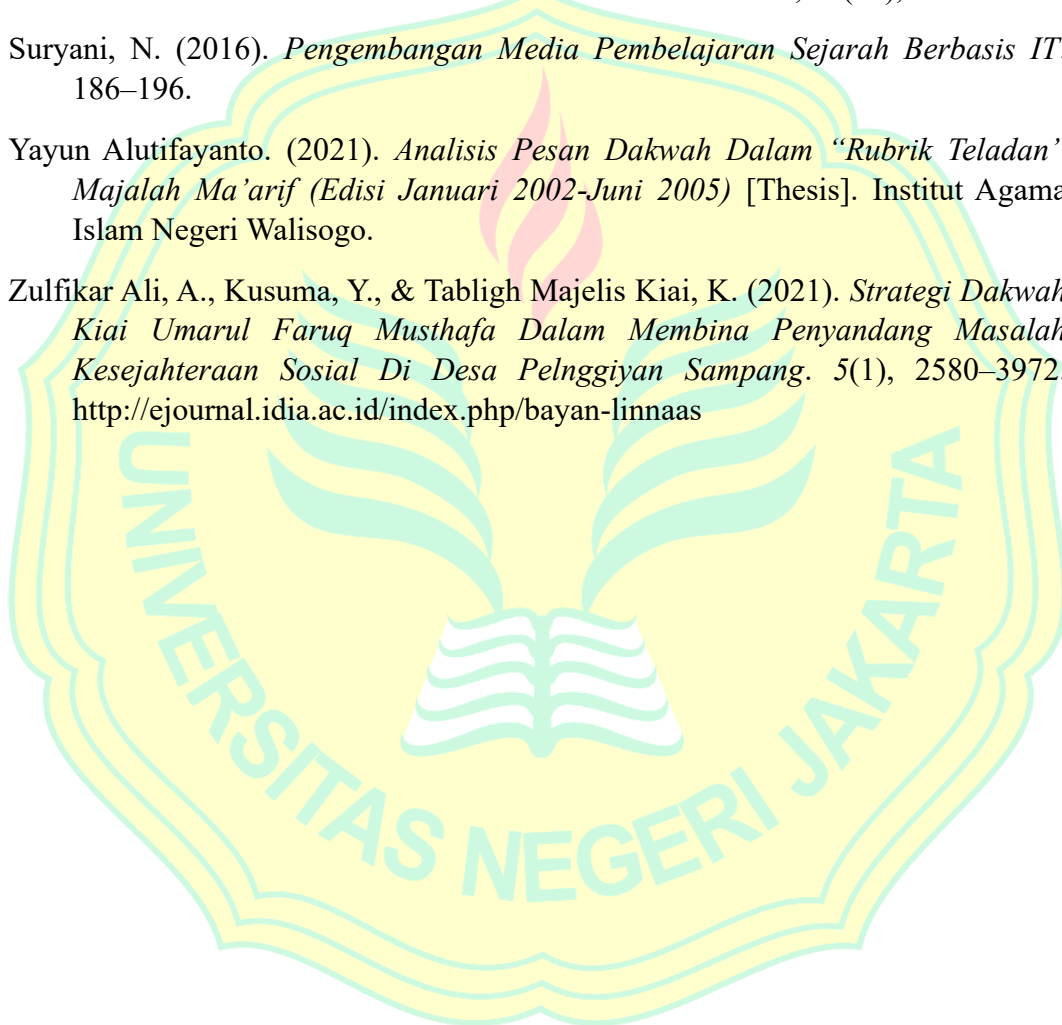 Suryani, N. (2016). Pengembangan Media Pembelajaran Sejarah Berbasis IT.
186–196.
Yayun Alutifayanto. (2021). Analisis Pesan Dakwah Dalam “Rubrik Teladan”
Majalah Ma’arif (Edisi Januari 2002-Juni 2005) [Thesis]. Institut Agama
Islam Negeri Walisogo.
Zulfikar Ali, A., Kusuma, Y., & Tabligh Majelis Kiai, K. (2021). Strategi Dakwah
Kiai Umarul Faruq Musthafa Dalam Membina Penyandang Masalah
Kesejahteraan Sosial Di Desa Pelnggiyan Sampang. 5(1), 2580–3972.
http://ejournal.idia.ac.id/index.php/bayan-linnaas
UNIVERSITAS NEGERI JAKARTA